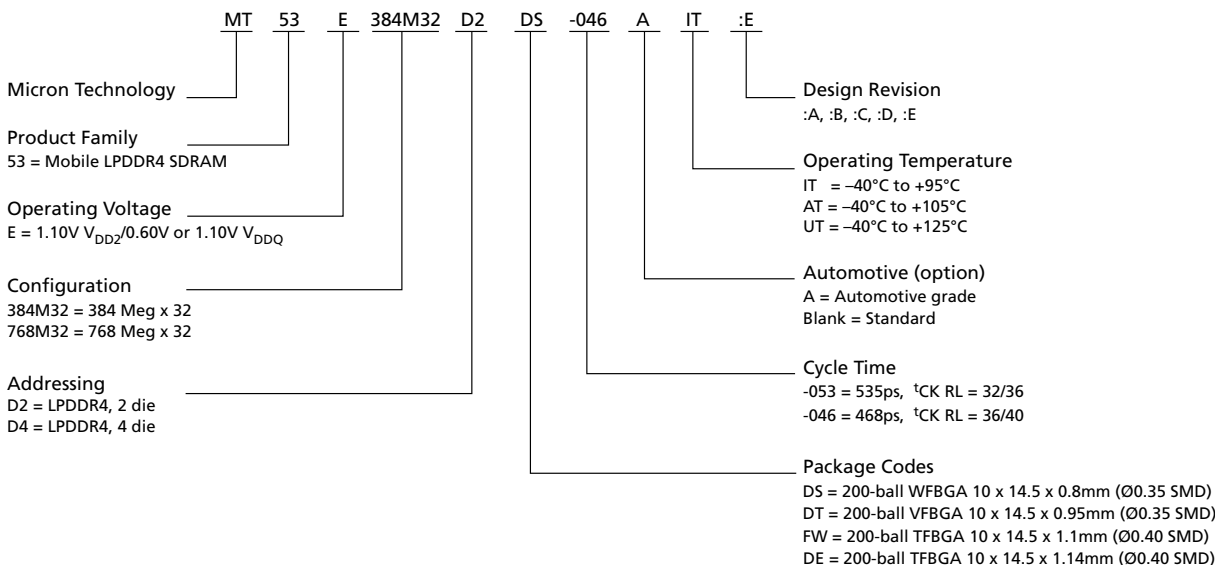 MT 53 E 384M32 D2 DS -046 A IT :E
Micron Technology
Product Family
53 = Mobile LPDDR4 SDRAM
Operating Voltage
E = 1.10V VDD2/0.60V or 1.10V VDDQ
Configuration
384M32 = 384 Meg x 32
768M32 = 768 Meg x 32
Addressing
D2 = LPDDR4, 2 die
D4 = LPDDR4, 4 die
Design Revision
:A, :B, :C, :D, :E
Operating Temperature
IT = –40°C to +95°C
AT = –40°C to +105°C
UT = –40°C to +125°C
Automotive (option)
A = Automotive grade
Blank = Standard
Cycle Time
-053 = 535ps, tCK RL = 32/36
-046 = 468ps, tCK RL = 36/40
Package Codes
DS = 200-ball WFBGA 10 x 14.5 x 0.8mm (Ø0.35 SMD)
DT = 200-ball VFBGA 10 x 14.5 x 0.95mm (Ø0.35 SMD)
FW = 200-ball TFBGA 10 x 14.5 x 1.1mm (Ø0.40 SMD)
DE = 200-ball TFBGA 10 x 14.5 x 1.14mm (Ø0.40 SMD)